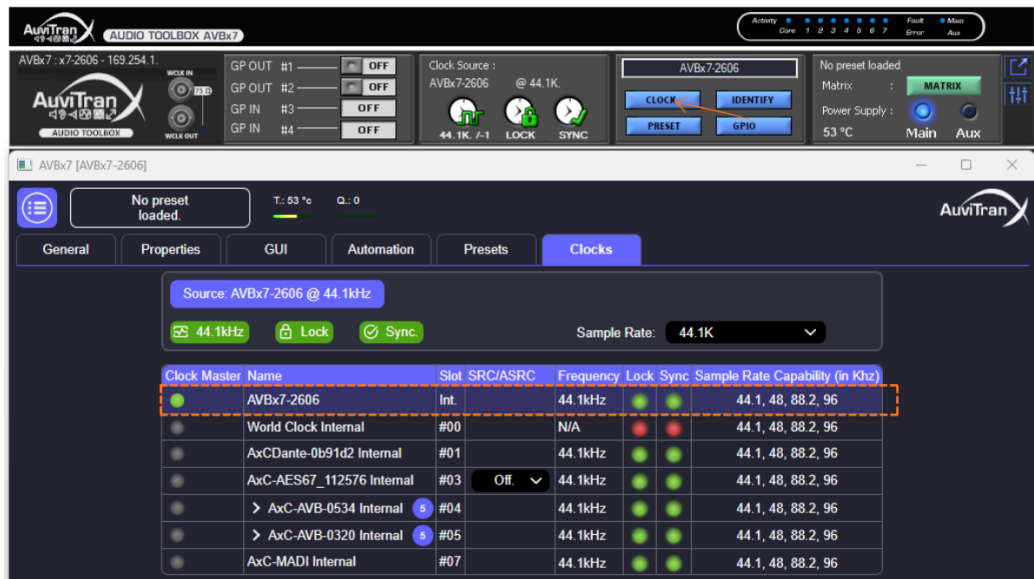 AuviTran
AUDIO TOOLBOX AVBx7
Activity
Core 1 2 3 4 5 6 7
Fault
Error
Main
Aux
AVBx7 : x7-2606 - 169.254.1.
WCLK IN
75 Ω
WCLK OUT
AuviTran
AUDIO TOOLBOX
GP OUT #1 OFF
GP OUT #2 OFF
GP IN #3 OFF
GP IN #4 OFF
Clock Source :
AVBx7-2606 @ 44.1K.
44.1K. /-1 LOCK SYNC
AVBx7-2606
CLOCK IDENTIFY
PRESET GPIO
No preset loaded
Matrix : MATRIX
Power Supply :
53 °C Main Aux
AVBx7 [AVBx7-2606]
No preset
loaded.
T.: 53 °c Q.: 0
AuviTran
General Properties GUI Automation Presets Clocks
Source: AVBx7-2606 @ 44.1kHz
44.1kHz Lock Sync. Sample Rate: 44.1K
Clock Master Name Slot SRC/ASRC Frequency Lock Sync Sample Rate Capability (in Khz)
AVBx7-2606 Int. 44.1kHz 44.1, 48, 88.2, 96
World Clock Internal #00 N/A 44.1, 48, 88.2, 96
AxCDante-0b91d2 Internal #01 44.1kHz 44.1, 48, 88.2, 96
AxC-AES67_112576 Internal #03 Off. 44.1kHz 44.1, 48, 88.2, 96
> AxC-AVB-0534 Internal 5 #04 44.1kHz 44.1, 48, 88.2, 96
> AxC-AVB-0320 Internal 5 #05 44.1kHz 44.1, 48, 88.2, 96
AxC-MADI Internal #07 44.1kHz 44.1, 48, 88.2, 96